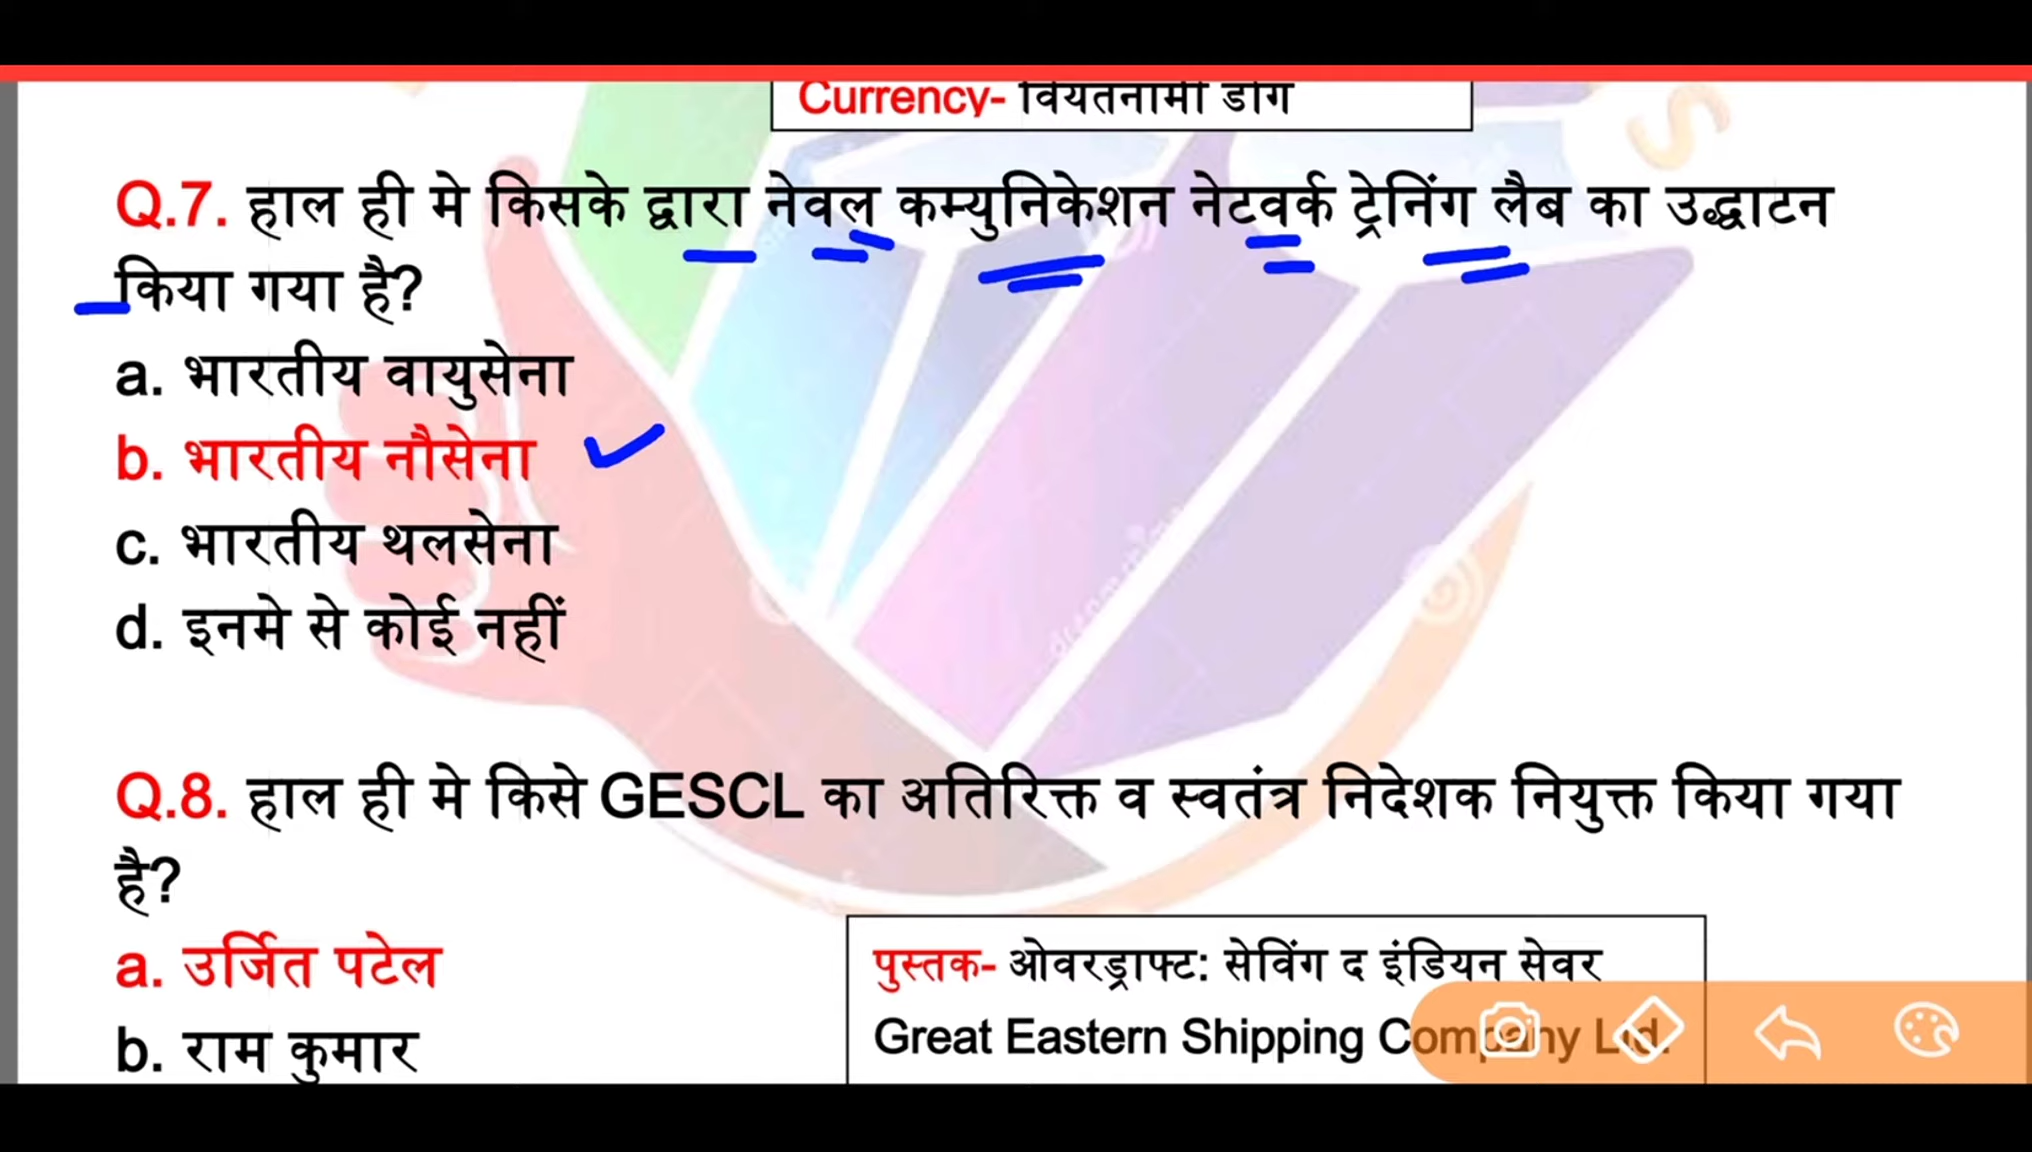 Currency- वियतनामी डोंग
Q.7. हाल ही मे किसके द्वारा नेवल कम्युनिकेशन नेटवर्क ट्रेनिंग लैब का उद्घाटन
किया गया है?
a. भारतीय वायुसेना
b. भारतीय नौसेना
c. भारतीय थलसेना
d. इनमे से कोई नहीं
Q.8. हाल ही मे किसे GESCL का अतिरिक्त व स्वतंत्र निदेशक नियुक्त किया गया
है?
a. उर्जित पटेल
b. राम कुमार
पुस्तक- ओवरड्राफ्ट: सेविंग द इंडियन सेवर
Great Eastern Shipping Company Ltd.